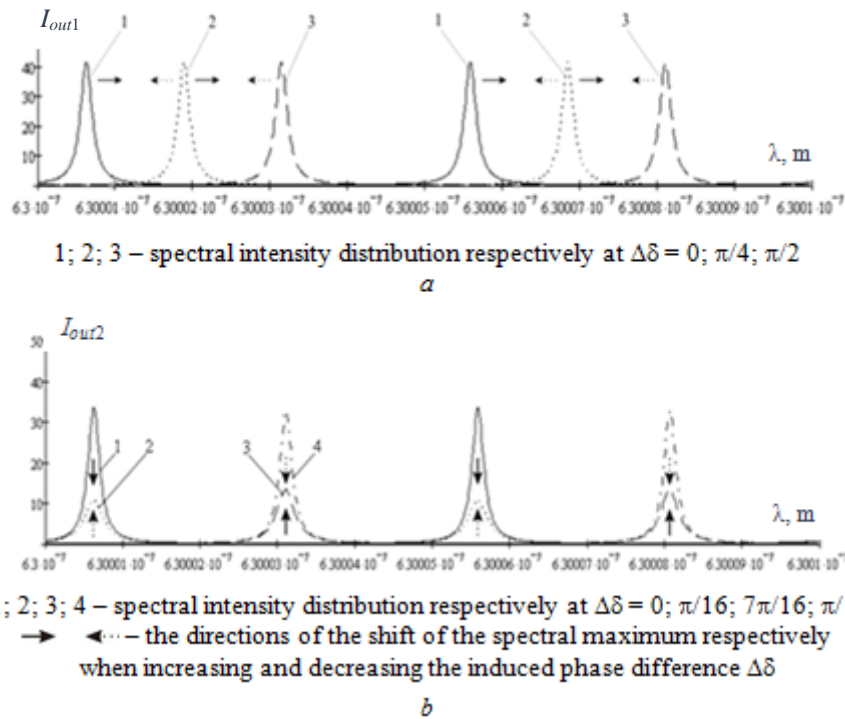 I_out1
1 2 3 1 2 3
40
30
20
10
λ, m
6.3·10⁻⁷ 6.30001·10⁻⁷ 6.30002·10⁻⁷ 6.30003·10⁻⁷ 6.30004·10⁻⁷ 6.30005·10⁻⁷ 6.30006·10⁻⁷ 6.30007·10⁻⁷ 6.30008·10⁻⁷ 6.30009·10⁻⁷ 6.3001·10⁻⁷
1; 2; 3 – spectral intensity distribution respectively at Δδ = 0; π/4; π/2
a
I_out2
50
40
30
20
10
1 2 3 4
λ, m
6.3·10⁻⁷ 6.30001·10⁻⁷ 6.30002·10⁻⁷ 6.30003·10⁻⁷ 6.30004·10⁻⁷ 6.30005·10⁻⁷ 6.30006·10⁻⁷ 6.30007·10⁻⁷ 6.30008·10⁻⁷ 6.30009·10⁻⁷ 6.3001·10⁻⁷
; 2; 3; 4 – spectral intensity distribution respectively at Δδ = 0; π/16; 7π/16; π/
– the directions of the shift of the spectral maximum respectively
when increasing and decreasing the induced phase difference Δδ
b